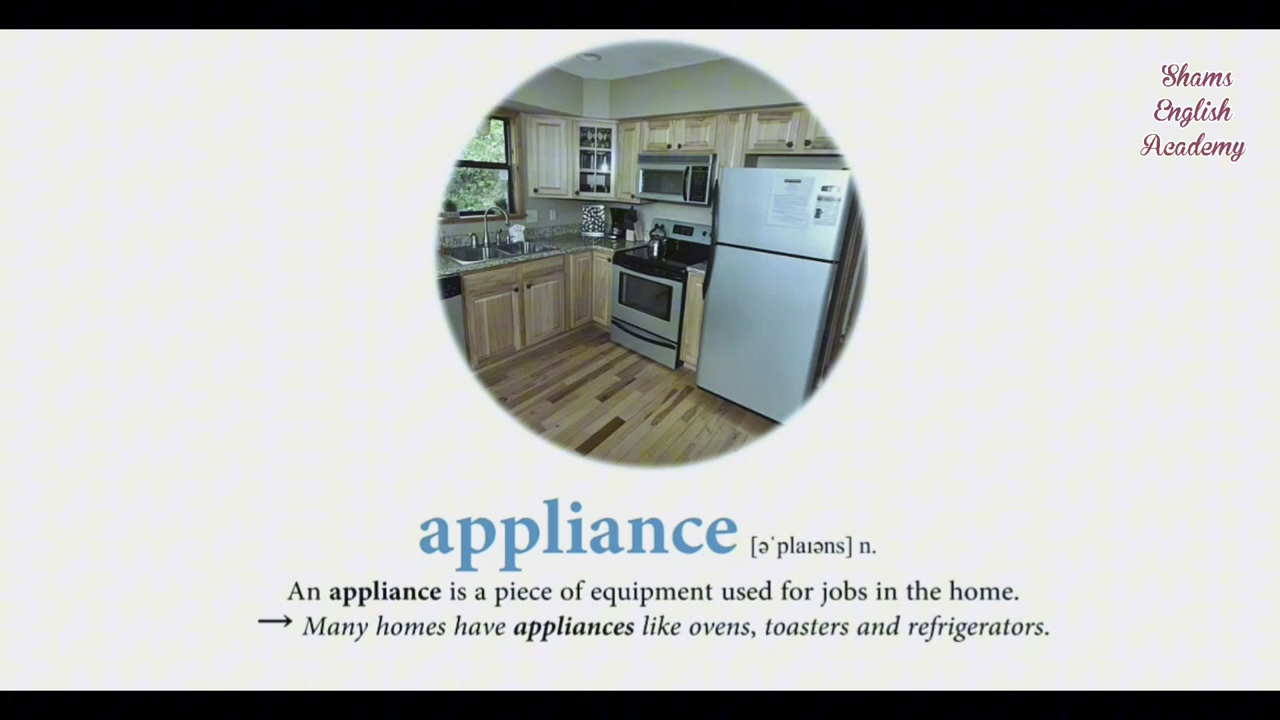 Shams
English
Academy
appliance [əˈplaɪəns] n.
An appliance is a piece of equipment used for jobs in the home.
→ Many homes have appliances like ovens, toasters and refrigerators.